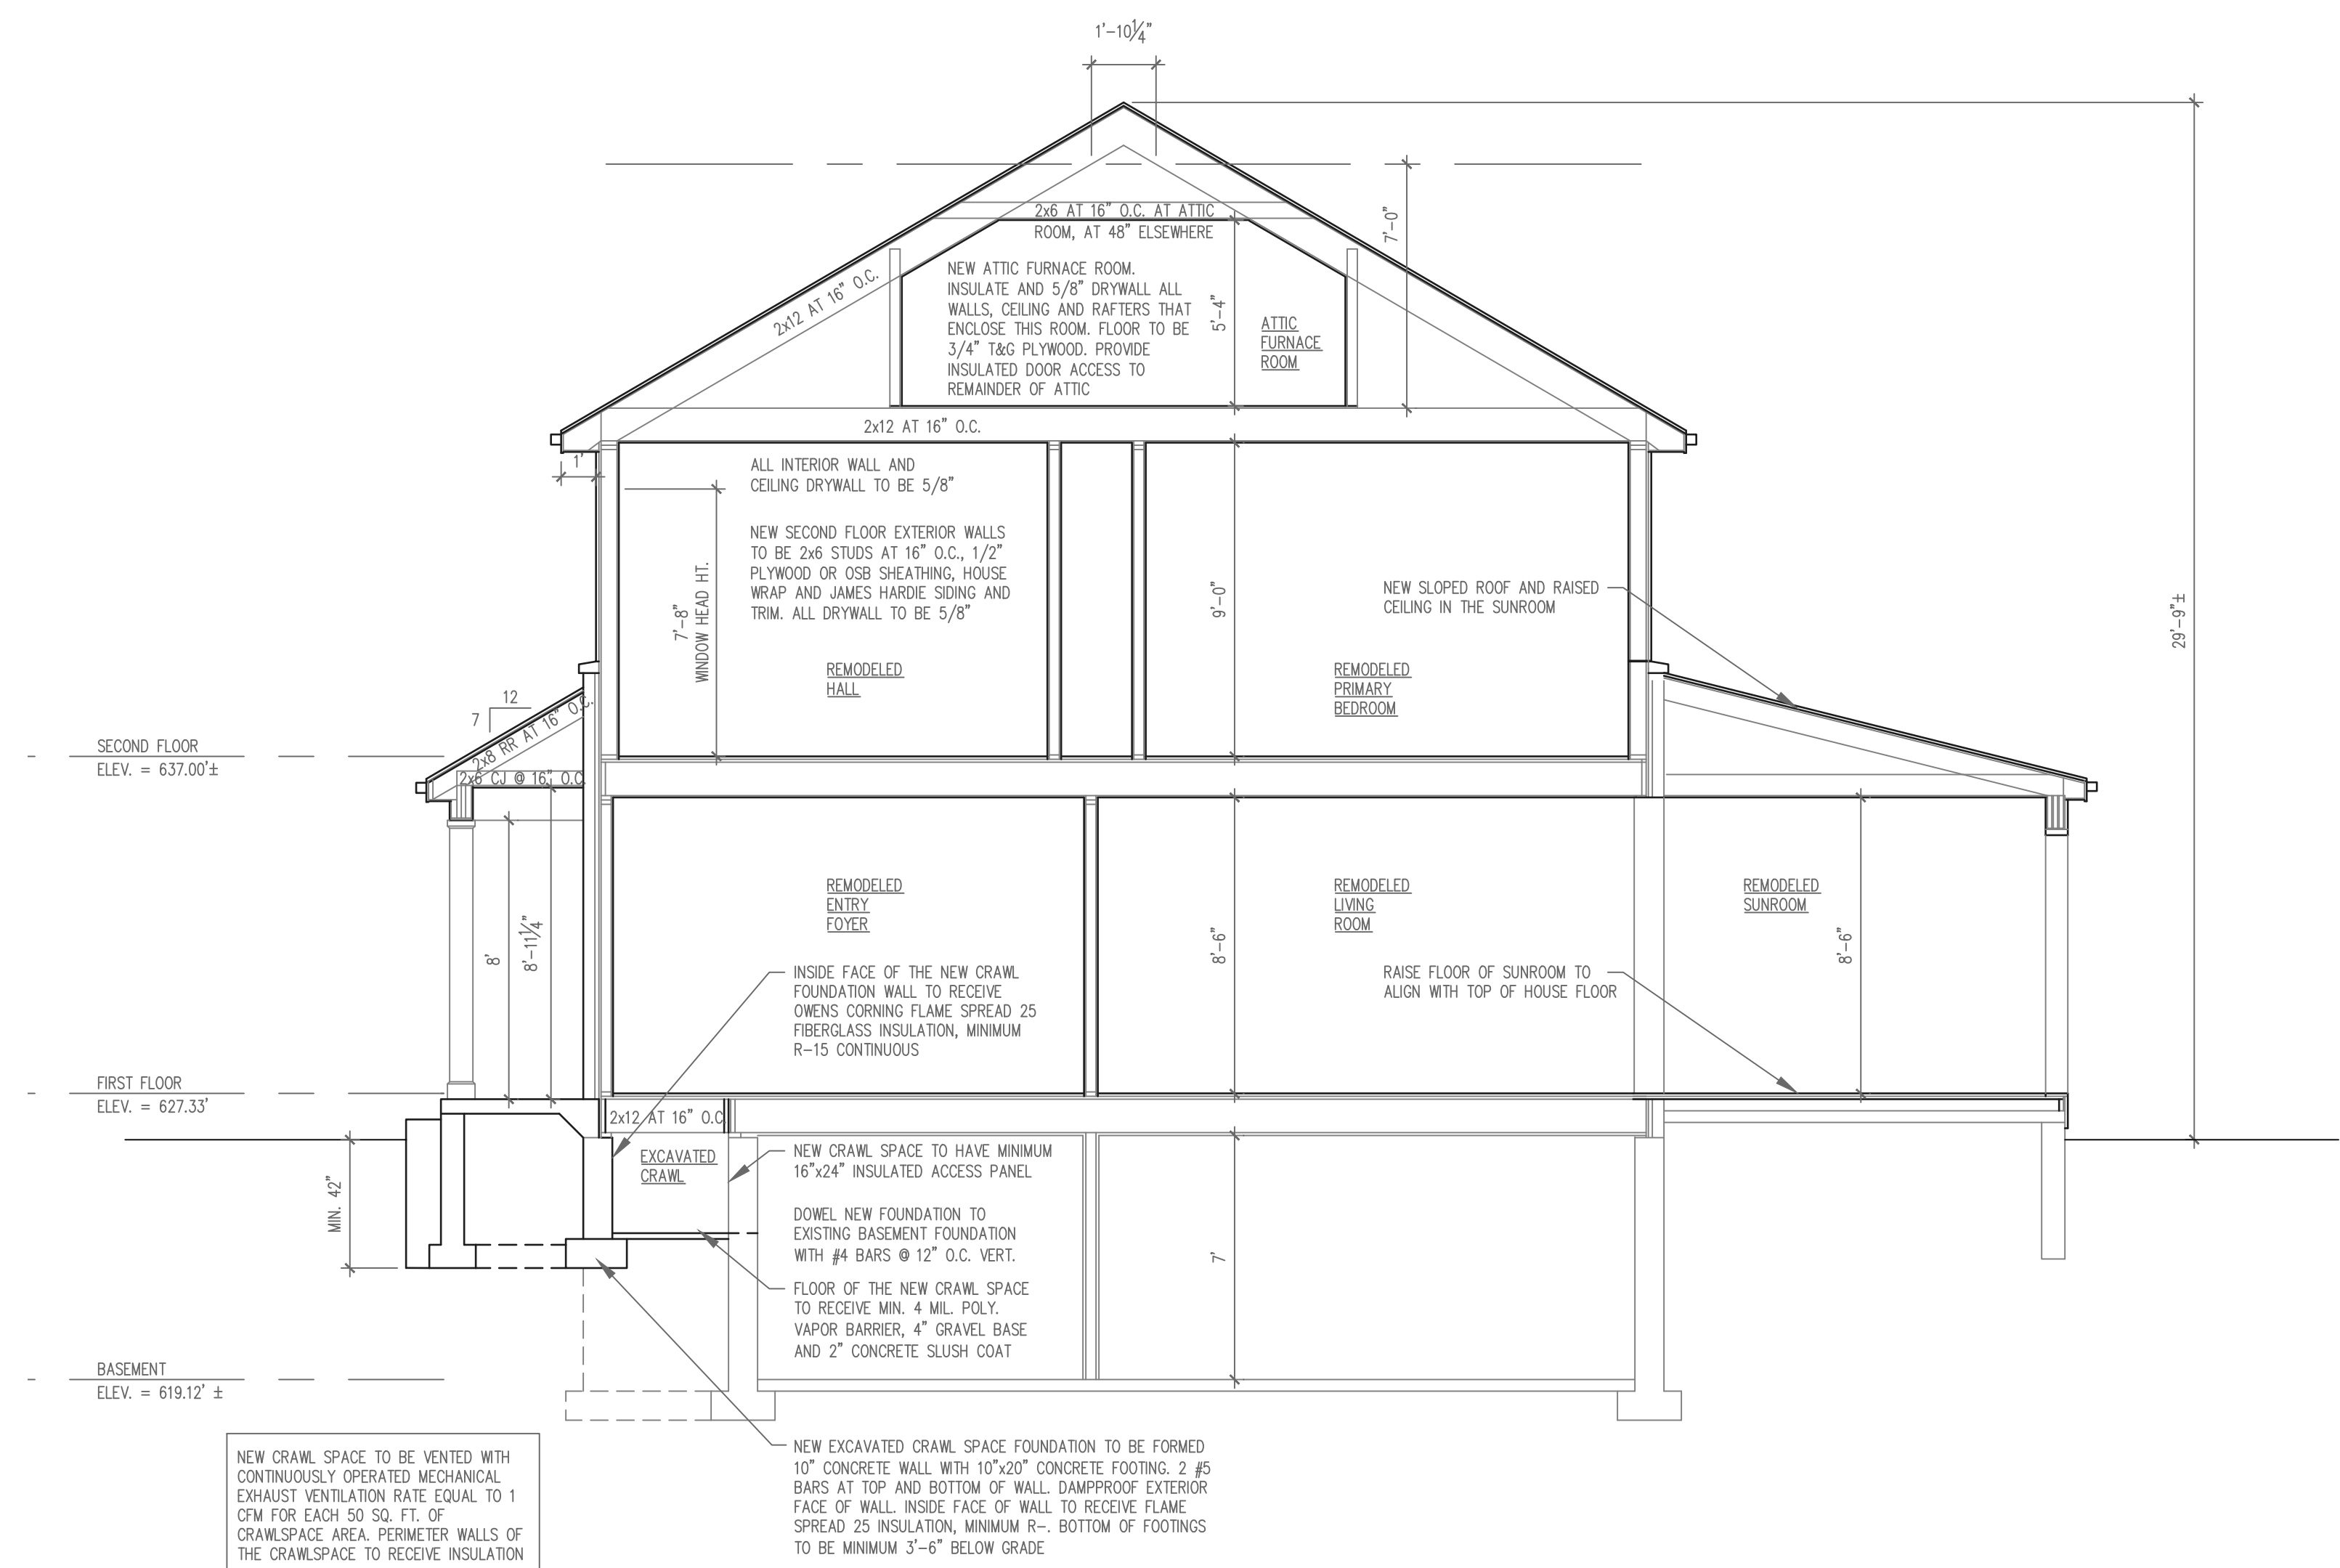 1'-10 1/4"
2x6 AT 16" O.C. AT ATTIC
ROOM, AT 48" ELSEWHERE
7'-0"
2x12 AT 16" O.C.
NEW ATTIC FURNACE ROOM.
INSULATE AND 5/8" DRYWALL ALL
WALLS, CEILING AND RAFTERS THAT
ENCLOSE THIS ROOM. FLOOR TO BE
3/4" T&G PLYWOOD. PROVIDE
INSULATED DOOR ACCESS TO
REMAINDER OF ATTIC
5'-4"
ATTIC
FURNACE
ROOM
2x12 AT 16" O.C.
1'
ALL INTERIOR WALL AND
CEILING DRYWALL TO BE 5/8"
NEW SECOND FLOOR EXTERIOR WALLS
TO BE 2x6 STUDS AT 16" O.C., 1/2"
PLYWOOD OR OSB SHEATHING, HOUSE
WRAP AND JAMES HARDIE SIDING AND
TRIM. ALL DRYWALL TO BE 5/8"
7'-8"
WINDOW HEAD HT.
9'-0"
NEW SLOPED ROOF AND RAISED
CEILING IN THE SUNROOM
29'-9"±
REMODELED
HALL
REMODELED
PRIMARY
BEDROOM
12
7
2x8 RR AT 16" O.C.
2x6 CJ @ 16" O.C.
SECOND FLOOR
ELEV. = 637.00'±
REMODELED
ENTRY
FOYER
REMODELED
LIVING
ROOM
REMODELED
SUNROOM
8'
8'-11 1/4"
8'-6"
8'-6"
INSIDE FACE OF THE NEW CRAWL
FOUNDATION WALL TO RECEIVE
OWENS CORNING FLAME SPREAD 25
FIBERGLASS INSULATION, MINIMUM
R-15 CONTINUOUS
RAISE FLOOR OF SUNROOM TO
ALIGN WITH TOP OF HOUSE FLOOR
FIRST FLOOR
ELEV. = 627.33'
2x12 AT 16" O.C.
EXCAVATED
CRAWL
MIN. 42"
NEW CRAWL SPACE TO HAVE MINIMUM
16"x24" INSULATED ACCESS PANEL
DOWEL NEW FOUNDATION TO
EXISTING BASEMENT FOUNDATION
WITH #4 BARS @ 12" O.C. VERT.
7'
FLOOR OF THE NEW CRAWL SPACE
TO RECEIVE MIN. 4 MIL. POLY.
VAPOR BARRIER, 4" GRAVEL BASE
AND 2" CONCRETE SLUSH COAT
BASEMENT
ELEV. = 619.12' ±
NEW CRAWL SPACE TO BE VENTED WITH
CONTINUOUSLY OPERATED MECHANICAL
EXHAUST VENTILATION RATE EQUAL TO 1
CFM FOR EACH 50 SQ. FT. OF
CRAWLSPACE AREA. PERIMETER WALLS OF
THE CRAWLSPACE TO RECEIVE INSULATION
NEW EXCAVATED CRAWL SPACE FOUNDATION TO BE FORMED
10" CONCRETE WALL WITH 10"x20" CONCRETE FOOTING. 2 #5
BARS AT TOP AND BOTTOM OF WALL. DAMPPROOF EXTERIOR
FACE OF WALL. INSIDE FACE OF WALL TO RECEIVE FLAME
SPREAD 25 INSULATION, MINIMUM R-. BOTTOM OF FOOTINGS
TO BE MINIMUM 3'-6" BELOW GRADE